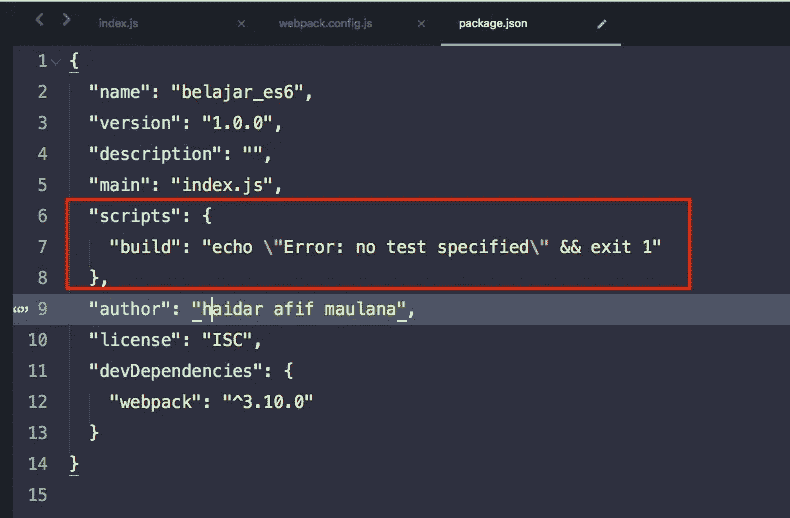 index.js × webpack.config.js × package.json
1 {
2 "name": "belajar_es6",
3 "version": "1.0.0",
4 "description": "",
5 "main": "index.js",
6 "scripts": {
7 "build": "echo \"Error: no test specified\" && exit 1"
8 },
9 "author": "haidar afif maulana",
10 "license": "ISC",
11 "devDependencies": {
12 "webpack": "^3.10.0"
13 }
14 }
15